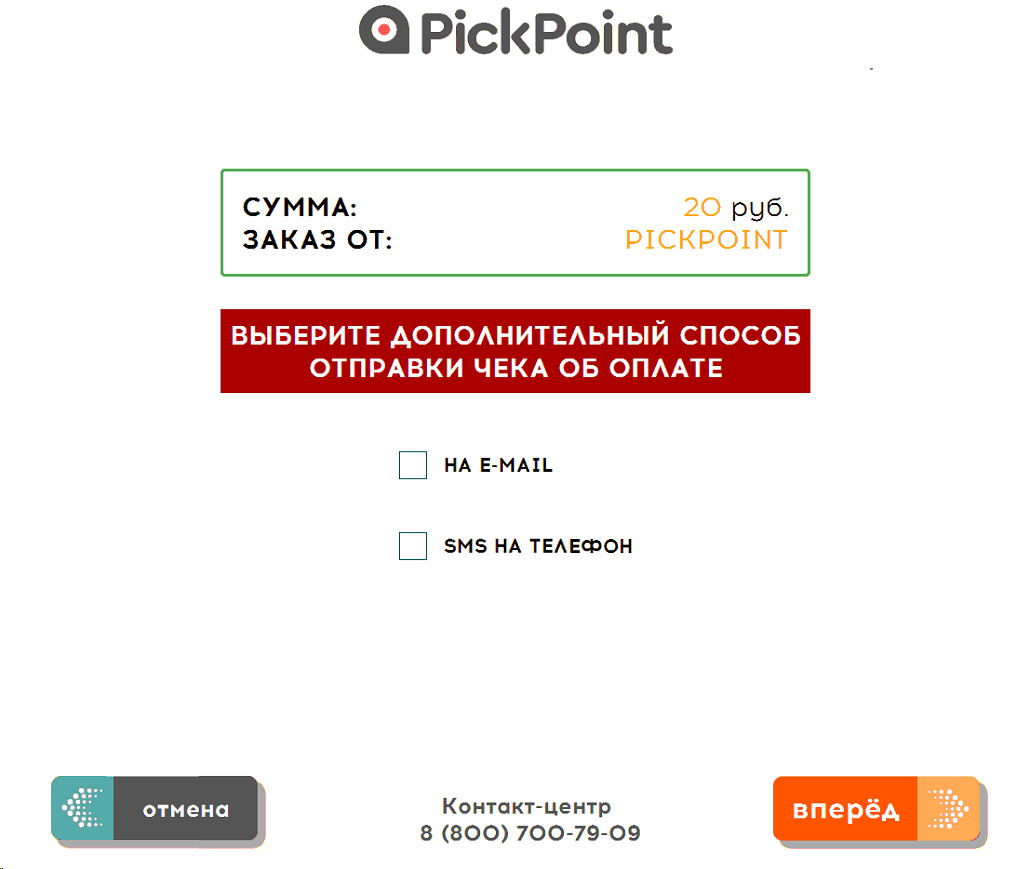 PickPoint
СУММА: 20 руб.
ЗАКАЗ ОТ: PICKPOINT
ВЫБЕРИТЕ ДОПОЛНИТЕЛЬНЫЙ СПОСОБ
ОТПРАВКИ ЧЕКА ОБ ОПЛАТЕ
НА E-MAIL
SMS НА ТЕЛЕФОН
отмена
Контакт-центр
8 (800) 700-79-09
вперёд